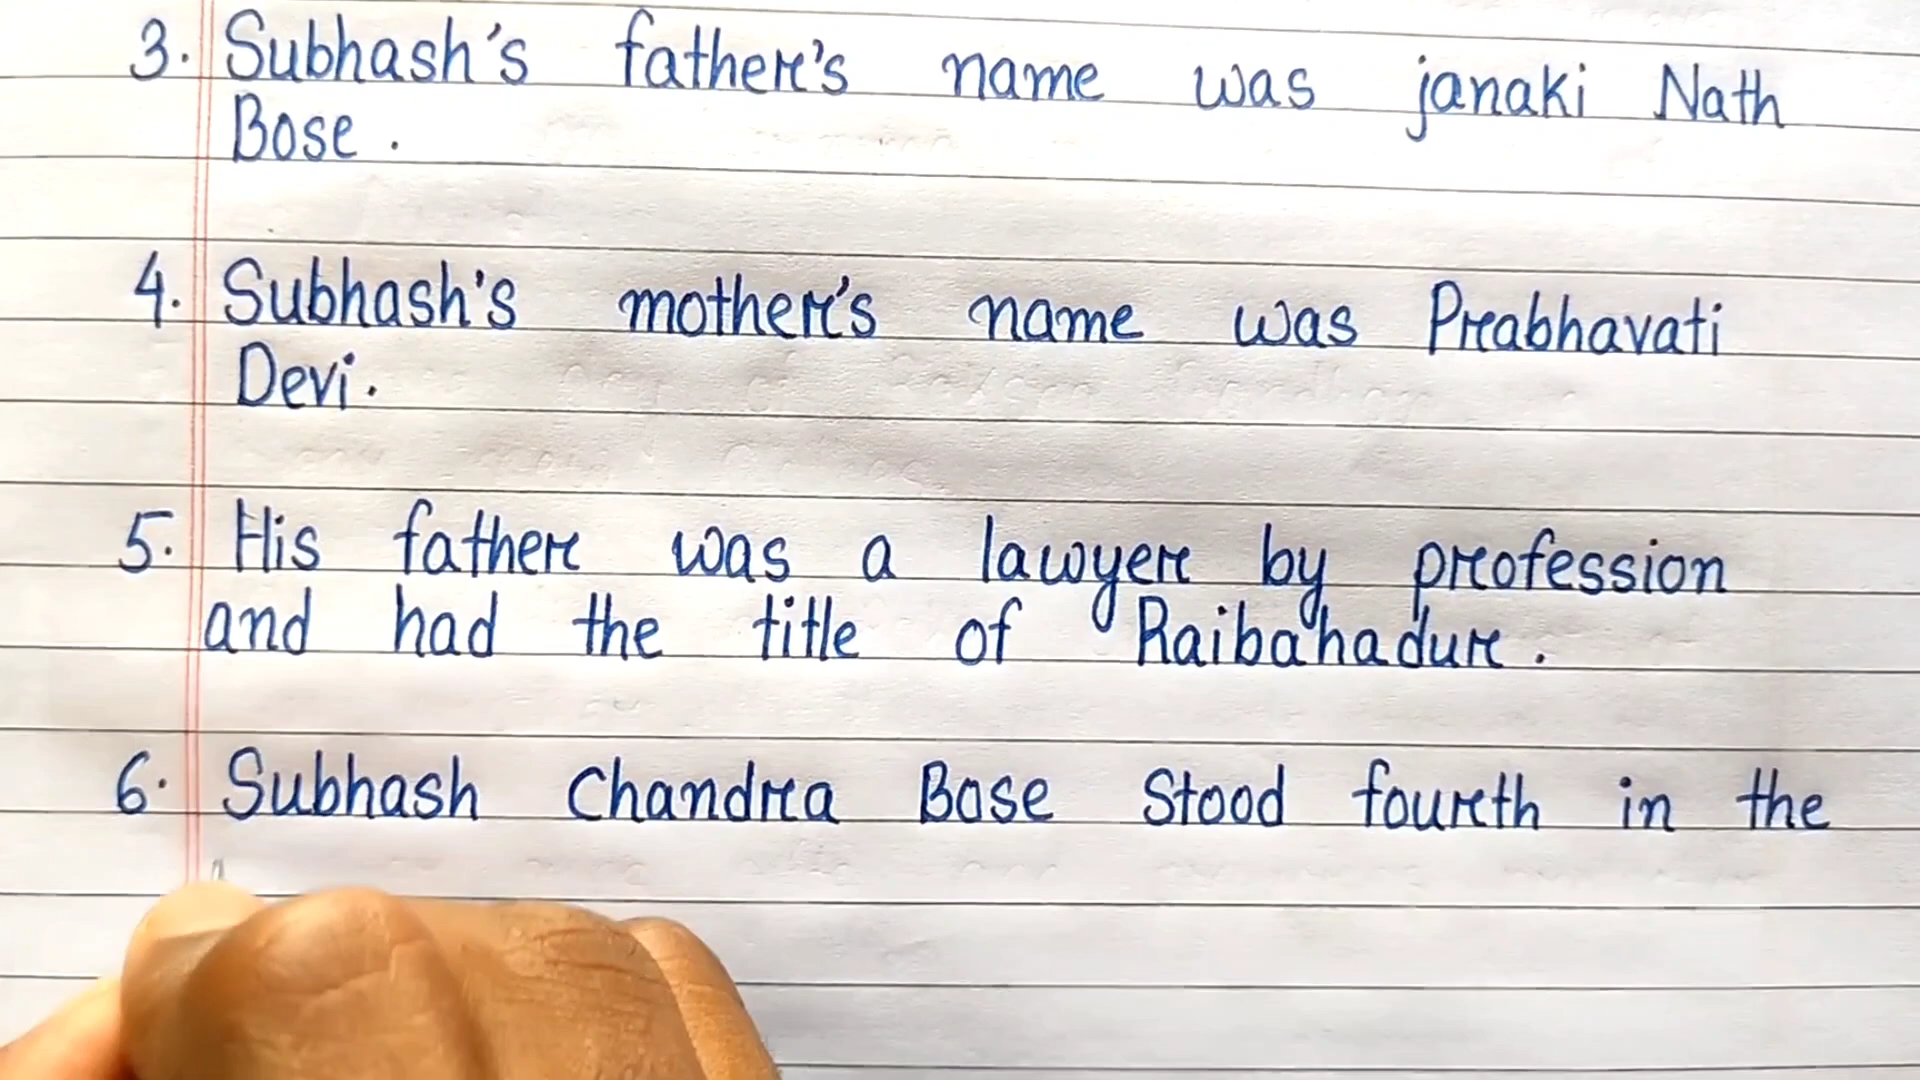 3. Subhash's father's name was janaki Nath
Bose.
4. Subhash's mother's name was Prabhavati
Devi.
5. His father was a lawyer by profession
and had the title of Raibahadur.
6. Subhash Chandra Bose Stood fourth in the